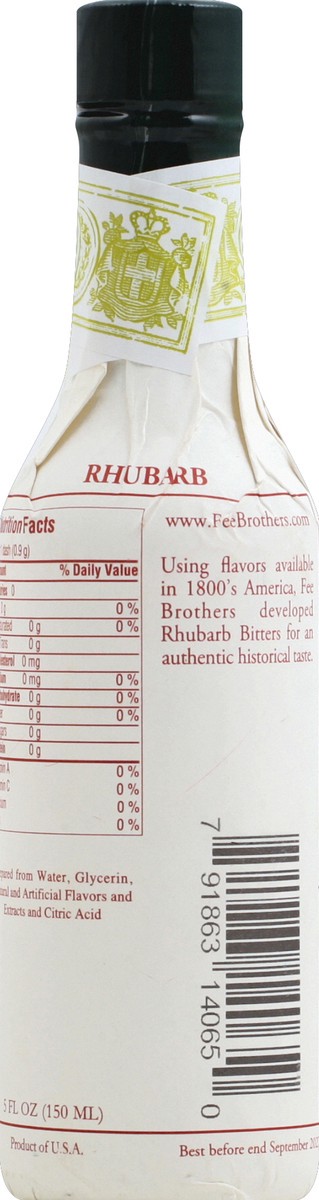 RHUBARB
Facts
dash (0.9 g)
% Daily Value
0
0 %
0 g
0 %
0 g
0 mg
0 mg
0 %
0 g
0 %
0 %
0 g
0 g
A
0 %
C
0 %
0 %
0 %
from Water, Glycerin,
and Artificial Flavors and
Extracts and Citric Acid
5 FL OZ (150 ML)
Product of U.S.A.
www.FeeBrothers.com
Using flavors available
in 1800's America, Fee
Brothers developed
Rhubarb Bitters for an
authentic historical taste.
7 91863 14065 0
Best before end September